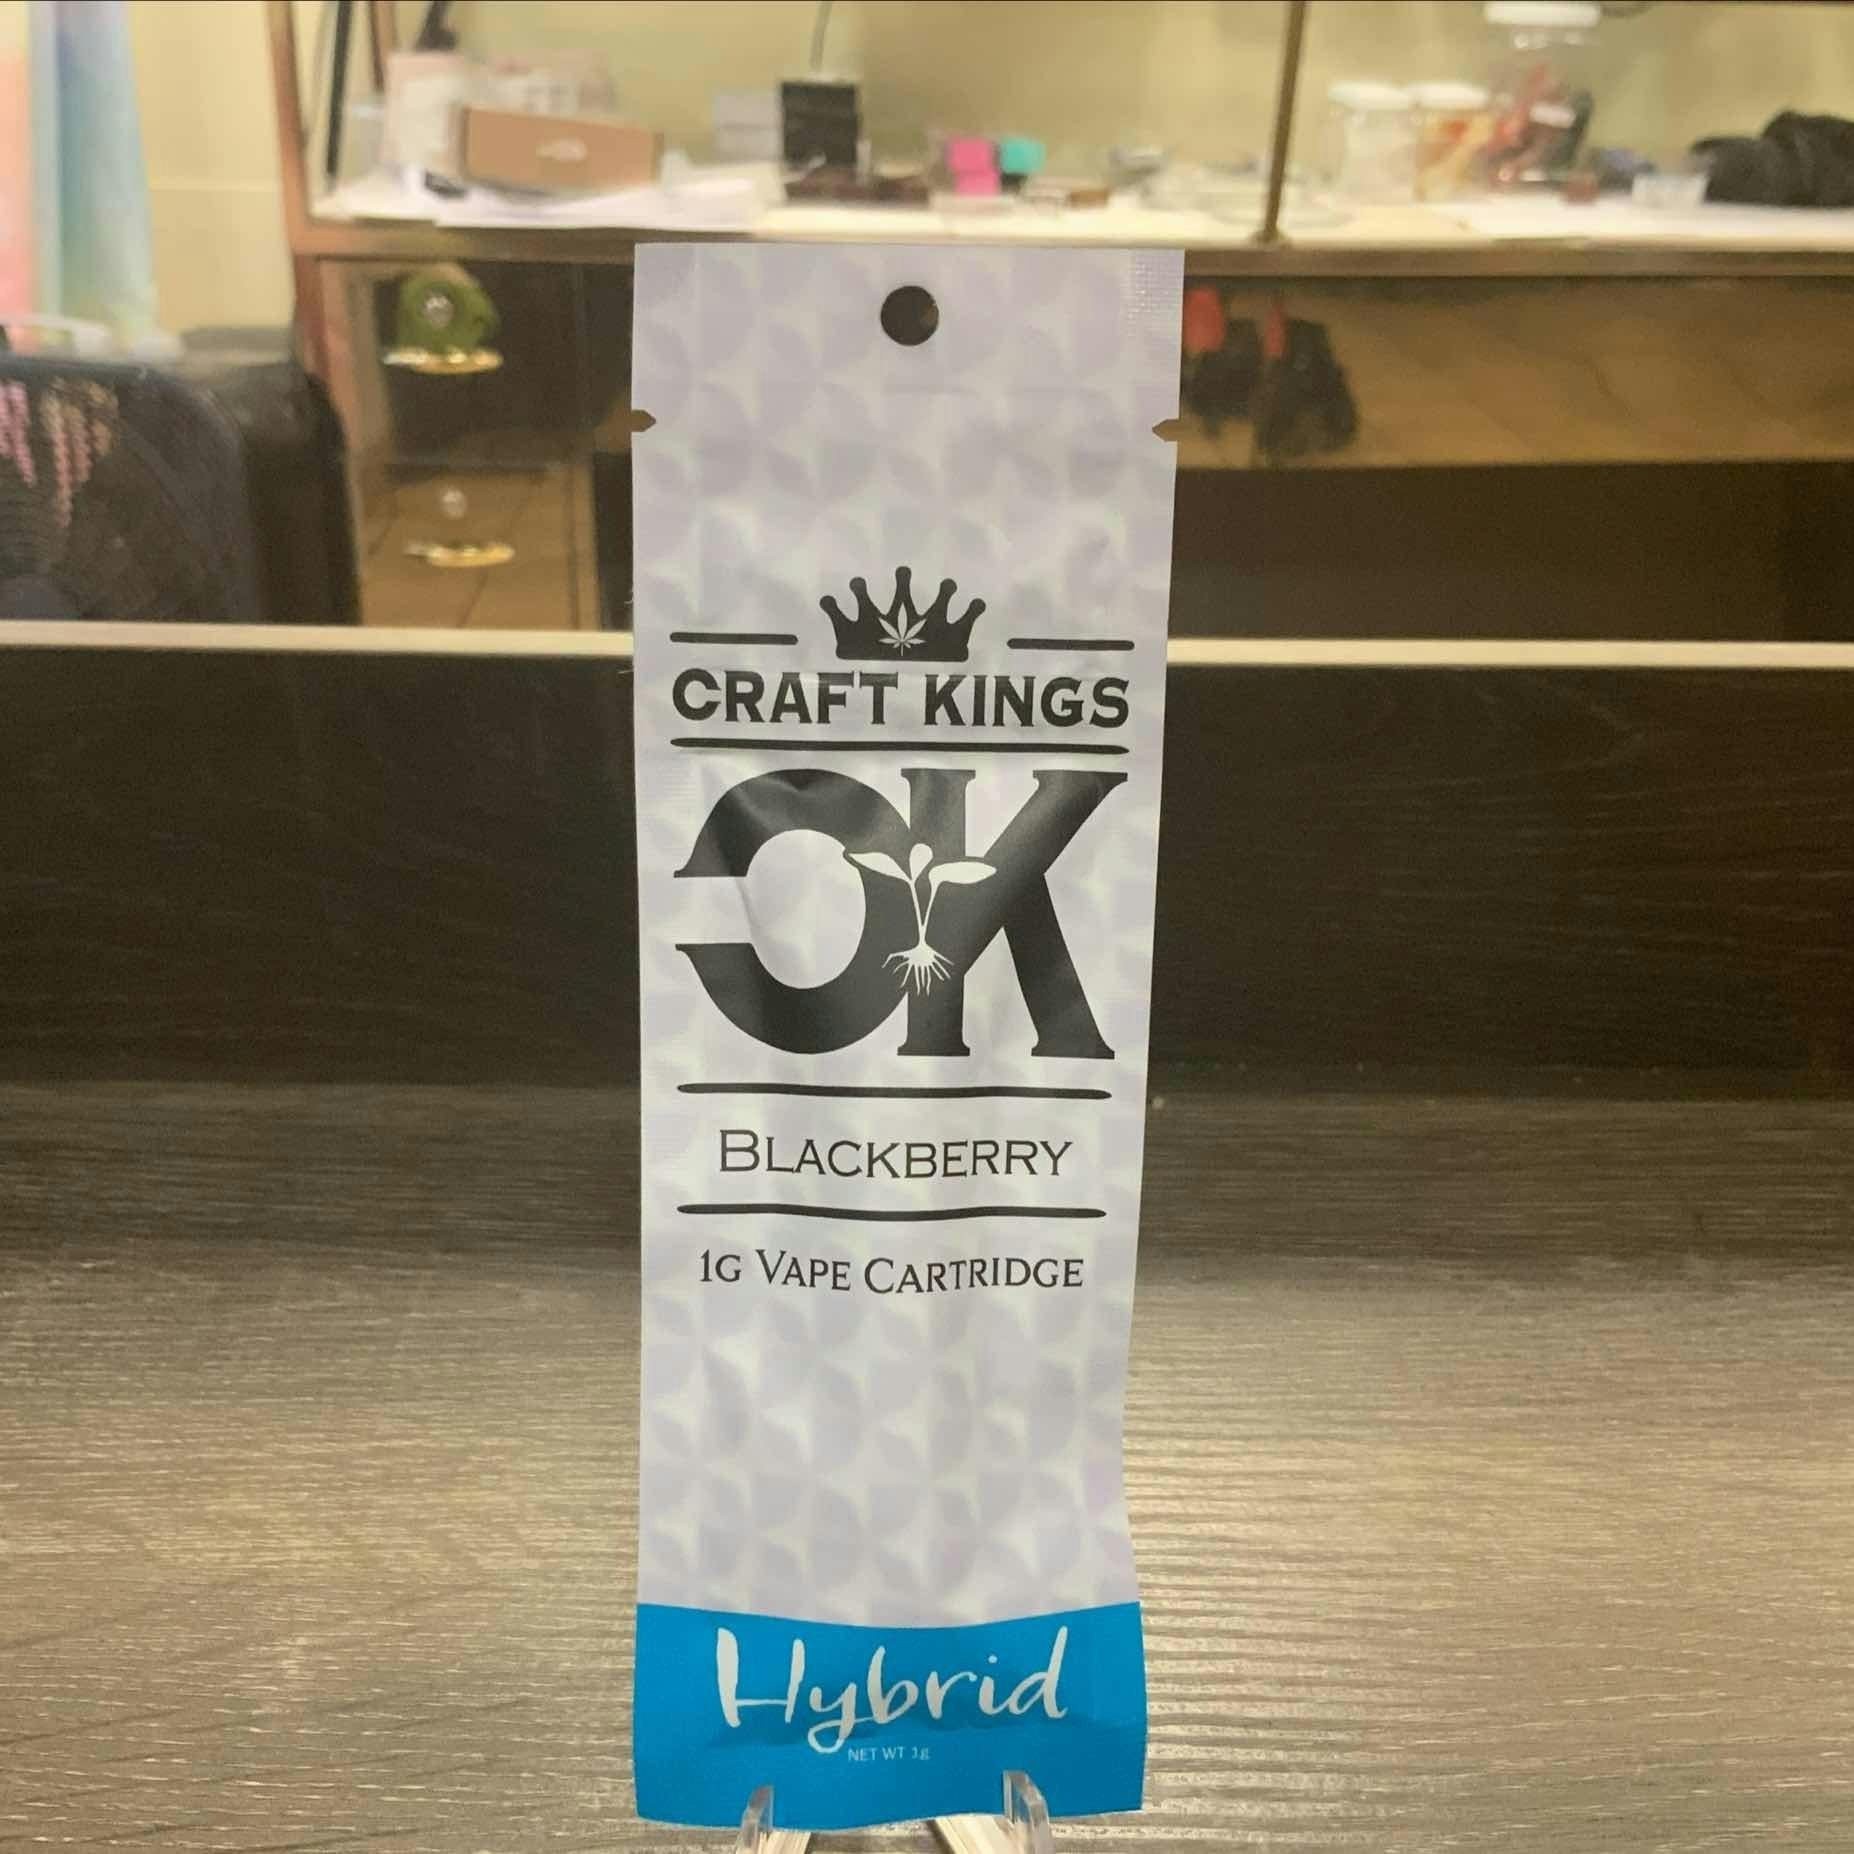 CRAFT KINGS
CK
BLACKBERRY
1G VAPE CARTRIDGE
Hybrid
NET WT 1g